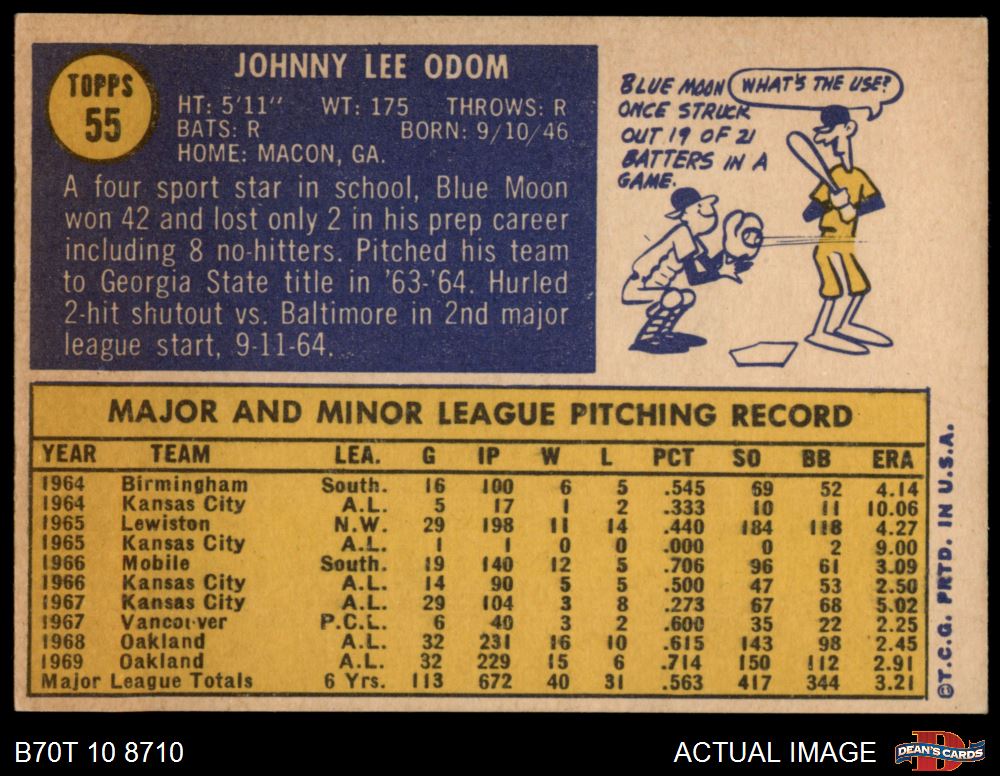 TOPPS
55
JOHNNY LEE ODOM
HT: 5'11" WT: 175 THROWS: R
BATS: R BORN: 9/10/46
HOME: MACON, GA.
A four sport star in school, Blue Moon
won 42 and lost only 2 in his prep career
including 8 no-hitters. Pitched his team
to Georgia State title in '63-'64. Hurled
2-hit shutout vs. Baltimore in 2nd major
league start, 9-11-64.
BLUE MOON
ONCE STRUCK
OUT 19 OF 21
BATTERS IN A
GAME.
WHAT'S THE USE?
MAJOR AND MINOR LEAGUE PITCHING RECORD
YEAR TEAM LEA. G IP W L PCT SO BB ERA
1964 Birmingham South. 16 100 6 5 .545 69 52 4.14
1964 Kansas City A.L. 5 17 1 2 .333 10 11 10.06
1965 Lewiston N.W. 29 198 11 14 .440 184 118 4.27
1965 Kansas City A.L. 1 1 0 0 .000 0 2 9.00
1966 Mobile South. 19 140 12 5 .706 96 61 3.09
1966 Kansas City A.L. 14 90 5 5 .500 47 53 2.50
1967 Kansas City A.L. 29 104 3 8 .273 67 68 5.02
1967 Vancouver P.C.L. 6 40 3 2 .600 35 22 2.25
1968 Oakland A.L. 32 231 16 10 .615 143 98 2.45
1969 Oakland A.L. 32 229 15 6 .714 150 112 2.91
Major League Totals 6 Yrs. 113 672 40 31 .563 417 344 3.21
©T.C.G. PRTD. IN U.S.A.
B70T 10 8710
ACTUAL IMAGE
DEAN'S CARDS